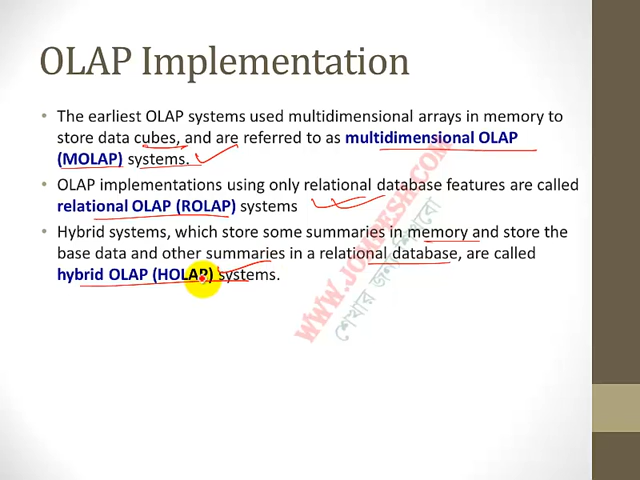 OLAP Implementation
• The earliest OLAP systems used multidimensional arrays in memory to
store data cubes, and are referred to as multidimensional OLAP
(MOLAP) systems.
• OLAP implementations using only relational database features are called
relational OLAP (ROLAP) systems
• Hybrid systems, which store some summaries in memory and store the
base data and other summaries in a relational database, are called
hybrid OLAP (HOLAP) systems.
WWW.JOMPESH.COM
শেখার জন্য শেখাবো